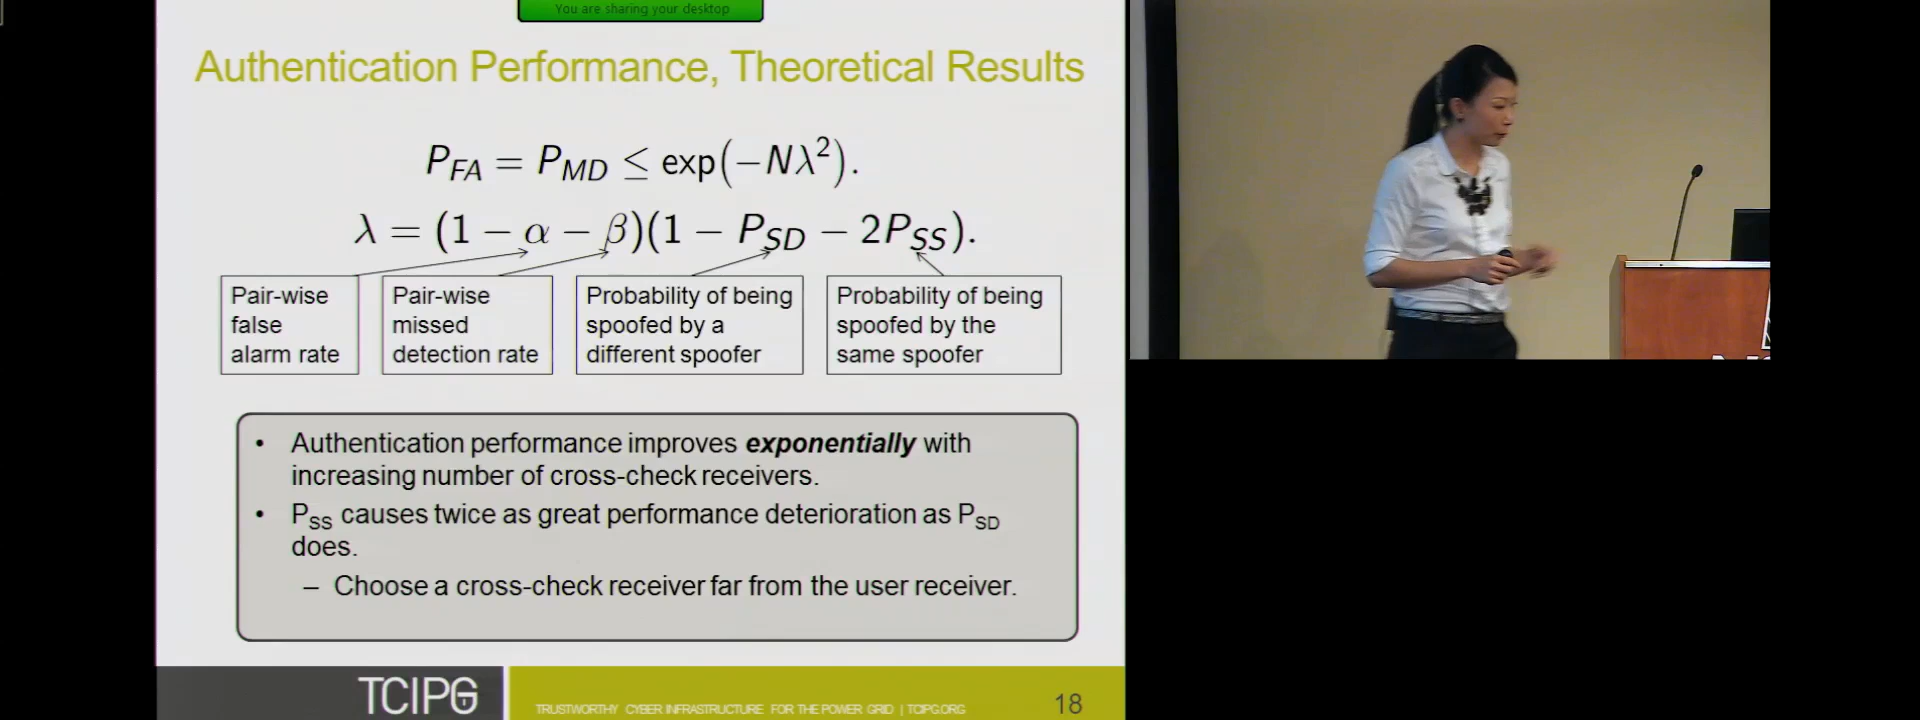 You are sharing your desktop
Authentication Performance, Theoretical Results
P_FA = P_MD ≤ exp(−Nλ²).
λ = (1 − α − β)(1 − P_SD − 2P_SS).
Pair-wise
false
alarm rate
Pair-wise
missed
detection rate
Probability of being
spoofed by a
different spoofer
Probability of being
spoofed by the
same spoofer
• Authentication performance improves exponentially with
increasing number of cross-check receivers.
• P_SS causes twice as great performance deterioration as P_SD
does.
– Choose a cross-check receiver far from the user receiver.
TCIPG
TRUSTWORTHY CYBER INFRASTRUCTURE FOR THE POWER GRID | TCIPG.ORG
18